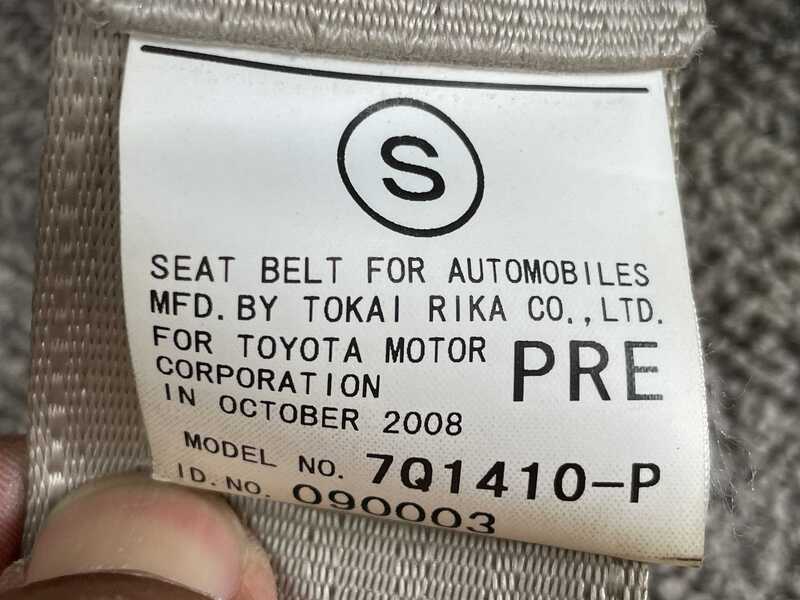 S
SEAT BELT FOR AUTOMOBILES
MFD. BY TOKAI RIKA CO., LTD.
FOR TOYOTA MOTOR
CORPORATION
PRE
IN OCTOBER 2008
MODEL NO. 7Q1410-P
ID. NO. 090003